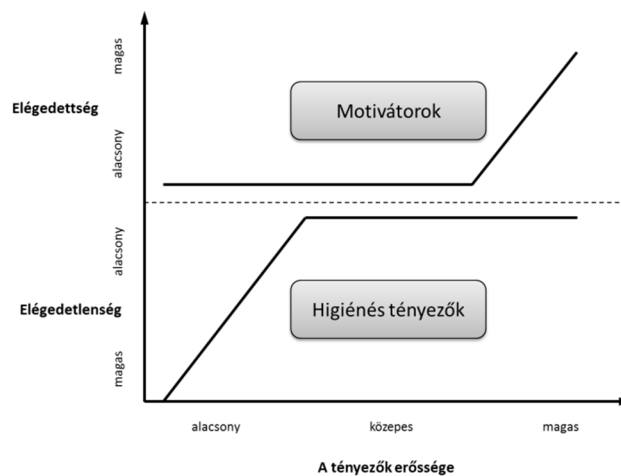 magas
Elégedettség
Motivátorok
alacsony
alacsony
Elégedetlenség
Higiénés tényezők
magas
alacsony
közepes
magas
A tényezők erőssége